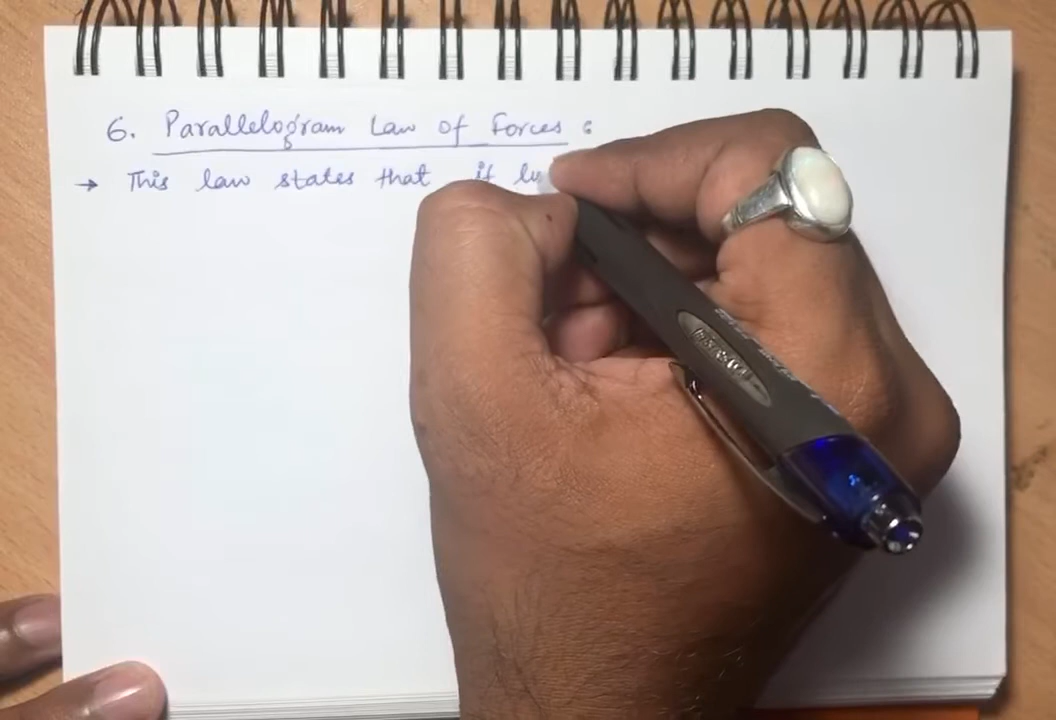 6. Parallelogram Law of Forces :
→ This law states that if